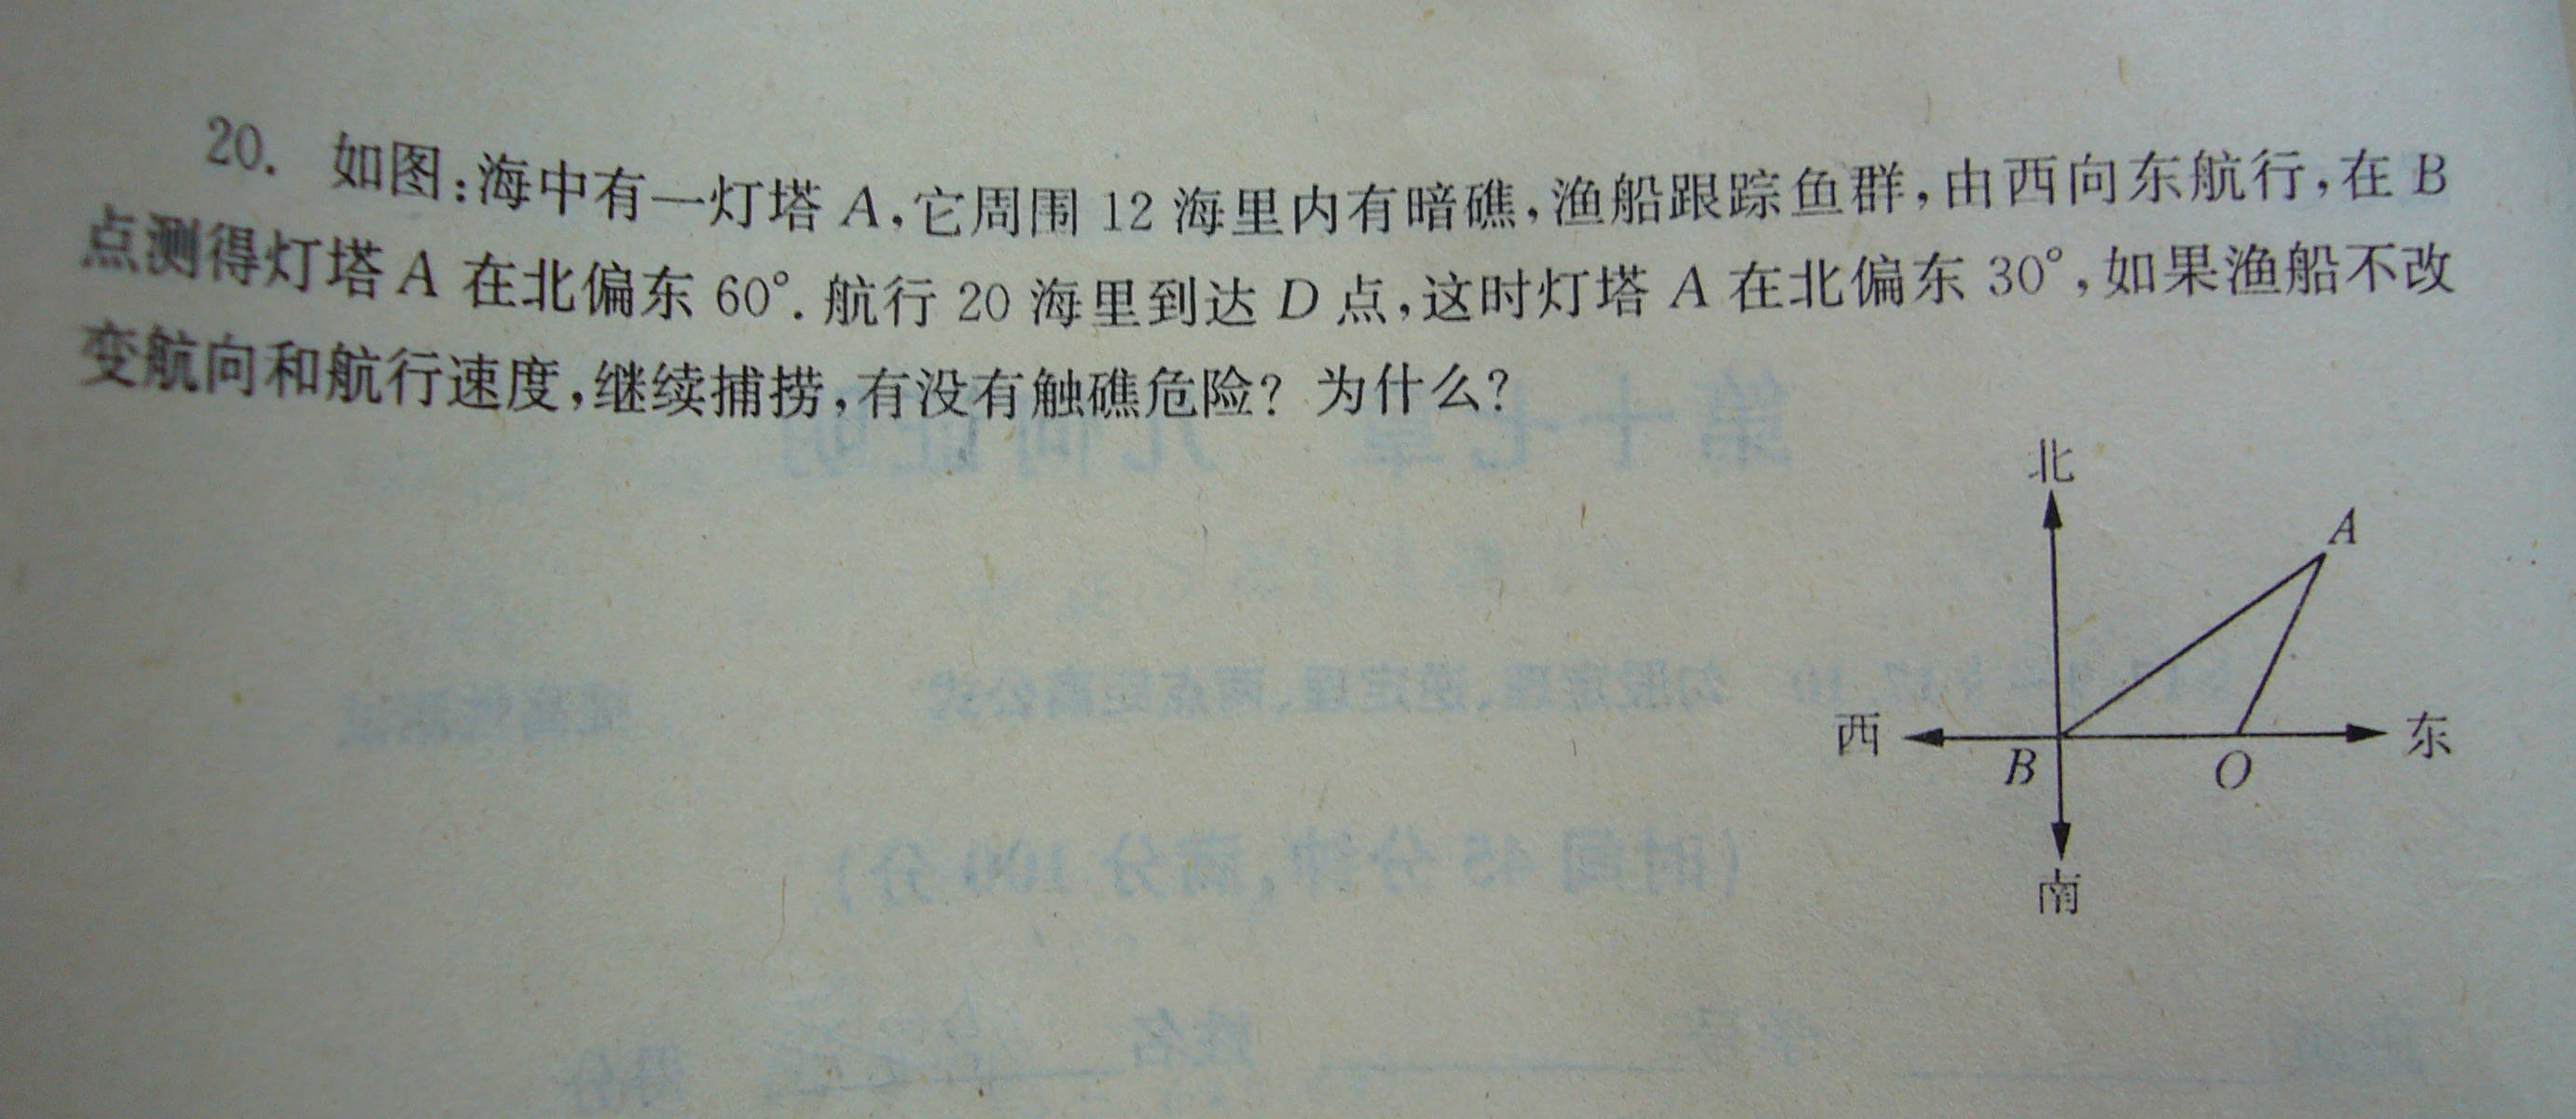 20. 如图:海中有一灯塔 A,它周围 12 海里内有暗礁,渔船跟踪鱼群,由西向东航行,在 B
点测得灯塔 A 在北偏东 60°. 航行 20 海里到达 D 点,这时灯塔 A 在北偏东 30°,如果渔船不改
变航向和航行速度,继续捕捞,有没有触礁危险? 为什么?
北
A
西
B
O
东
南